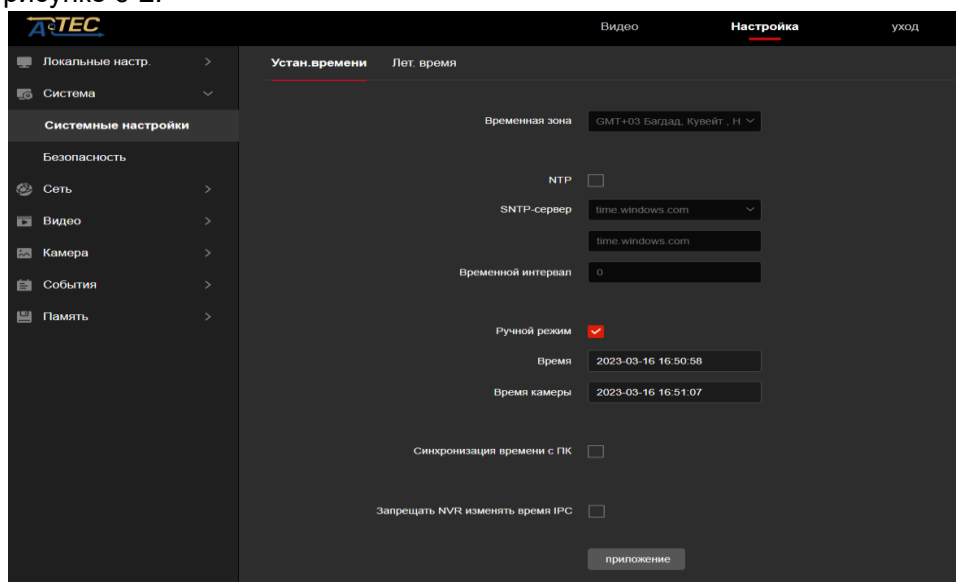 рисунке 6-2.
AccTEC
Видео Настройка уход
Локальные настр.
Система
Системные настройки
Безопасность
Сеть
Видео
Камера
События
Память
Устан.времени Лет. время
Временная зона GMT+03 Багдад, Кувейт , Н
NTP
SNTP-сервер time.windows.com
time.windows.com
Временной интервал 0
Ручной режим
Время 2023-03-16 16:50:58
Время камеры 2023-03-16 16:51:07
Синхронизация времени с ПК
Запрещать NVR изменять время IPC
приложение